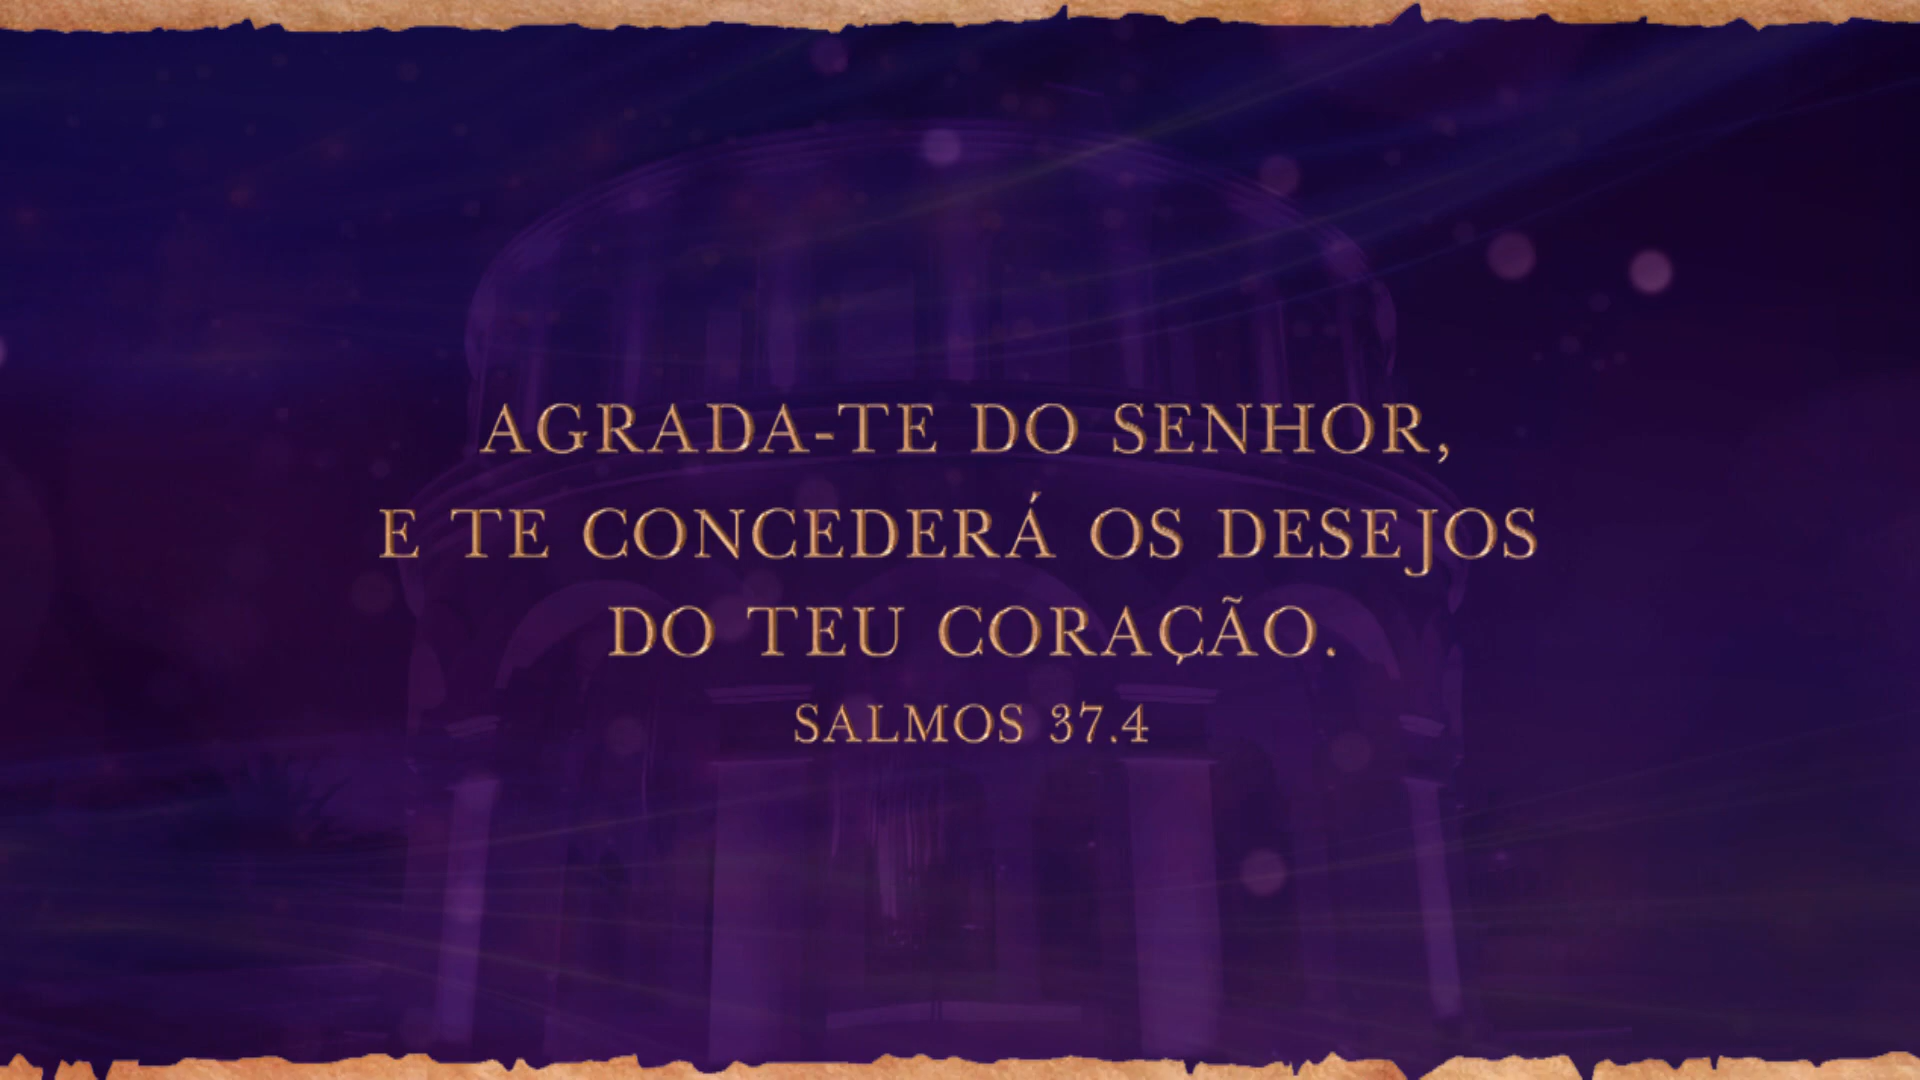 AGRADA-TE DO SENHOR,
E TE CONCEDERÁ OS DESEJOS
DO TEU CORAÇÃO.
SALMOS 37.4